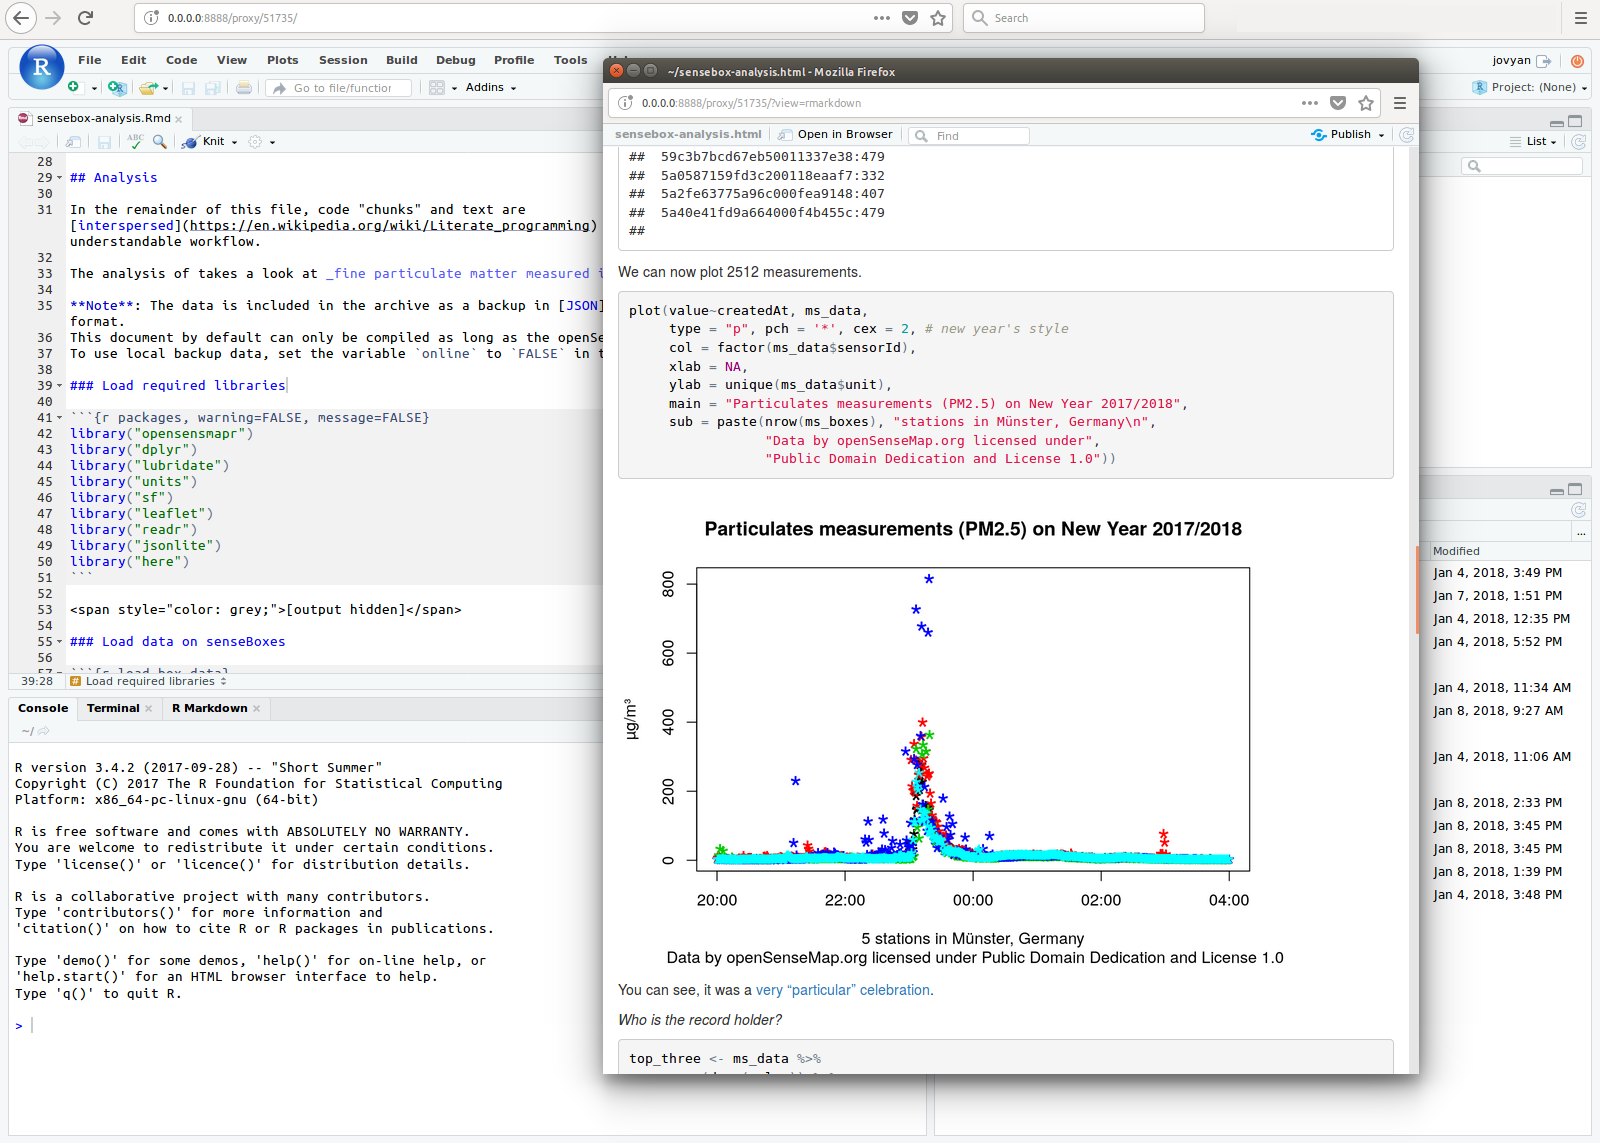 0.0.0.0:8888/proxy/51735/
Search
R
File Edit Code View Plots Session Build Debug Profile Tools
jovyan
Go to file/function
Addins
Project: (None)
sensebox-analysis.Rmd
ABC
Knit
28
29 ## Analysis
30
31 In the remainder of this file, code "chunks" and text are
[interspersed](https://en.wikipedia.org/wiki/Literate_programming)
understandable workflow.
32
33 The analysis of takes a look at _fine particulate matter measured i
34
35 **Note**: The data is included in the archive as a backup in [JSON]
format.
36 This document by default can only be compiled as long as the openSe
37 To use local backup data, set the variable `online` to `FALSE` in t
38
39 ### Load required libraries
40
41 ```{r packages, warning=FALSE, message=FALSE}
42 library("opensensmapr")
43 library("dplyr")
44 library("lubridate")
45 library("units")
46 library("sf")
47 library("leaflet")
48 library("readr")
49 library("jsonlite")
50 library("here")
51 ```
52
53 <span style="color: grey;">[output hidden]</span>
54
55 ### Load data on senseBoxes
56
57 ```{r load_box_data}
39:28 # Load required libraries
Console Terminal R Markdown
~/
R version 3.4.2 (2017-09-28) -- "Short Summer"
Copyright (C) 2017 The R Foundation for Statistical Computing
Platform: x86_64-pc-linux-gnu (64-bit)
R is free software and comes with ABSOLUTELY NO WARRANTY.
You are welcome to redistribute it under certain conditions.
Type 'license()' or 'licence()' for distribution details.
R is a collaborative project with many contributors.
Type 'contributors()' for more information and
'citation()' on how to cite R or R packages in publications.
Type 'demo()' for some demos, 'help()' for on-line help, or
'help.start()' for an HTML browser interface to help.
Type 'q()' to quit R.
>
~/sensebox-analysis.html - Mozilla Firefox
0.0.0.0:8888/proxy/51735/?view=rmarkdown
sensebox-analysis.html Open in Browser Find Publish
## 59c3b7bcd67eb50011337e38:479
## 5a0587159fd3c200118eaaf7:332
## 5a2fe63775a96c000fea9148:407
## 5a40e41fd9a664000f4b455c:479
##
We can now plot 2512 measurements.
plot(value~createdAt, ms_data,
type = "p", pch = '*', cex = 2, # new year's style
col = factor(ms_data$sensorId),
xlab = NA,
ylab = unique(ms_data$unit),
main = "Particulates measurements (PM2.5) on New Year 2017/2018",
sub = paste(nrow(ms_boxes), "stations in Münster, Germany\n",
"Data by openSenseMap.org licensed under",
"Public Domain Dedication and License 1.0"))
Particulates measurements (PM2.5) on New Year 2017/2018
µg/m³
800
600
400
200
0
20:00 22:00 00:00 02:00 04:00
5 stations in Münster, Germany
Data by openSenseMap.org licensed under Public Domain Dedication and License 1.0
You can see, it was a very “particular” celebration.
Who is the record holder?
top_three <- ms_data %>%
List
...
Modified
Jan 4, 2018, 3:49 PM
Jan 7, 2018, 1:51 PM
Jan 4, 2018, 12:35 PM
Jan 4, 2018, 5:52 PM
Jan 4, 2018, 11:34 AM
Jan 8, 2018, 9:27 AM
Jan 4, 2018, 11:06 AM
Jan 8, 2018, 2:33 PM
Jan 8, 2018, 3:45 PM
Jan 8, 2018, 3:45 PM
Jan 8, 2018, 1:39 PM
Jan 4, 2018, 3:48 PM